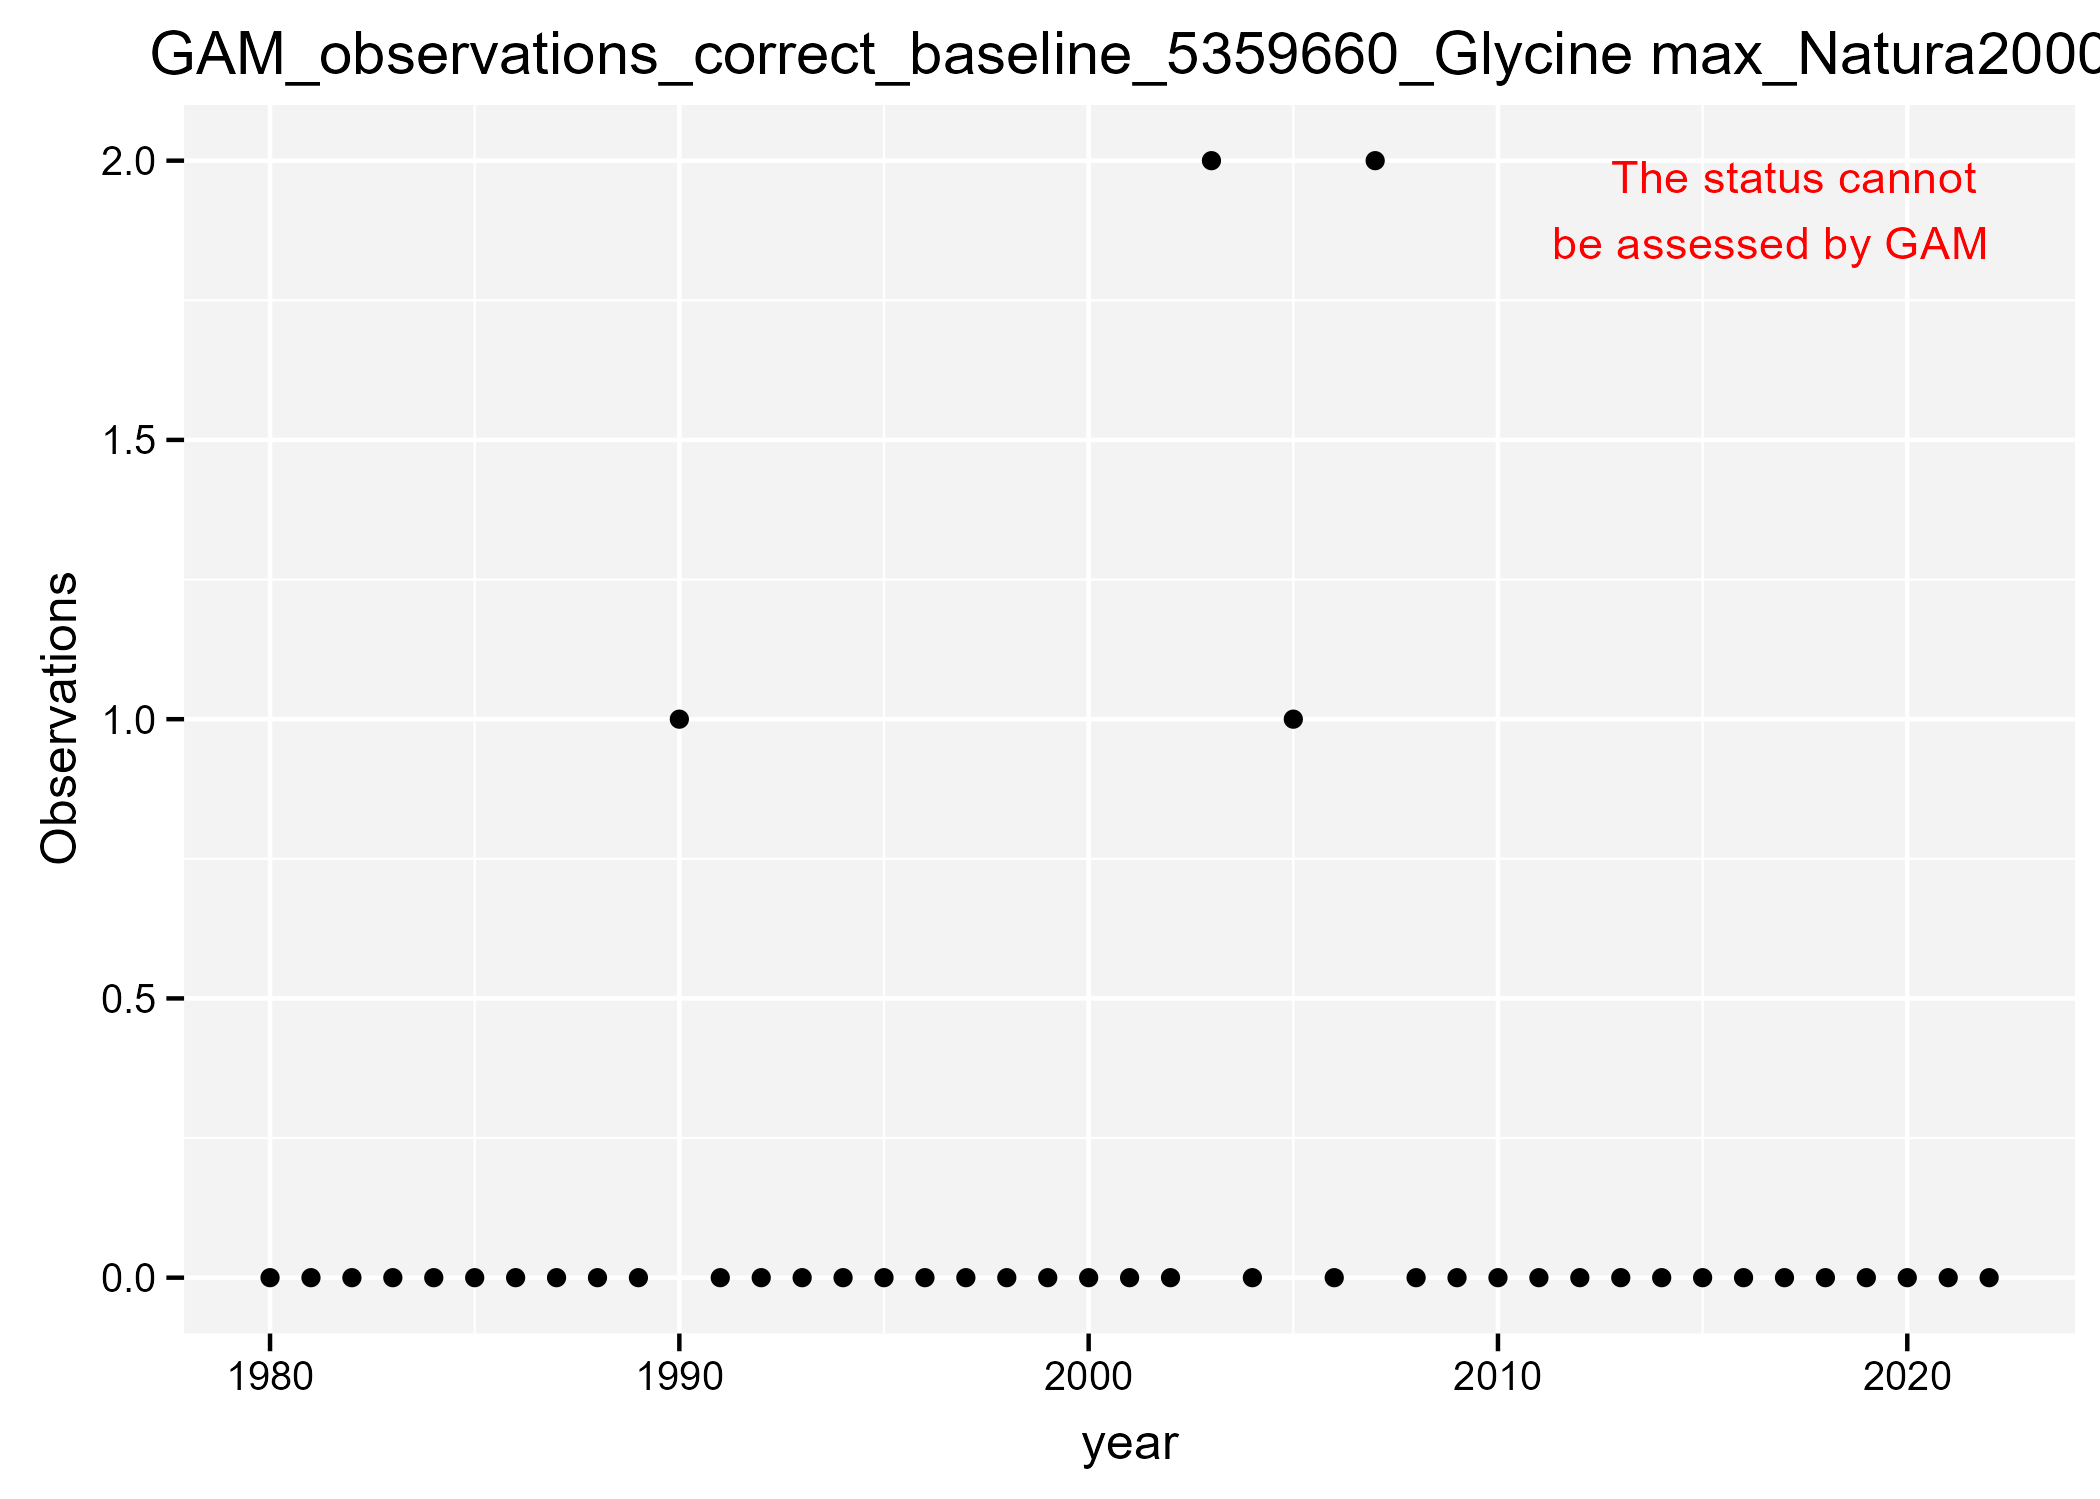 GAM_observations_correct_baseline_5359660_Glycine max_Natura2000
2.0
The status cannot
be assessed by GAM
1.5
Observations
1.0
0.5
0.0
1980 1990 2000 2010 2020
year